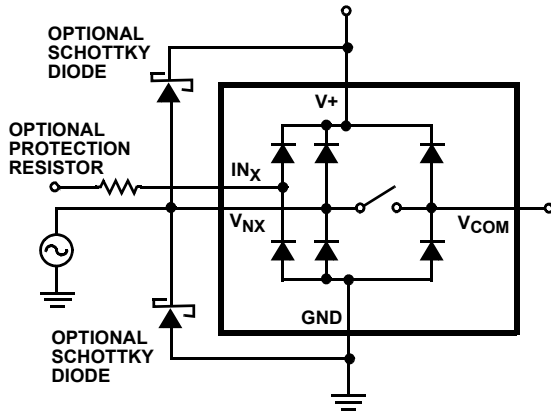 OPTIONAL
SCHOTTKY
DIODE
V+
OPTIONAL
PROTECTION
RESISTOR
INX
VNX
VCOM
GND
OPTIONAL
SCHOTTKY
DIODE